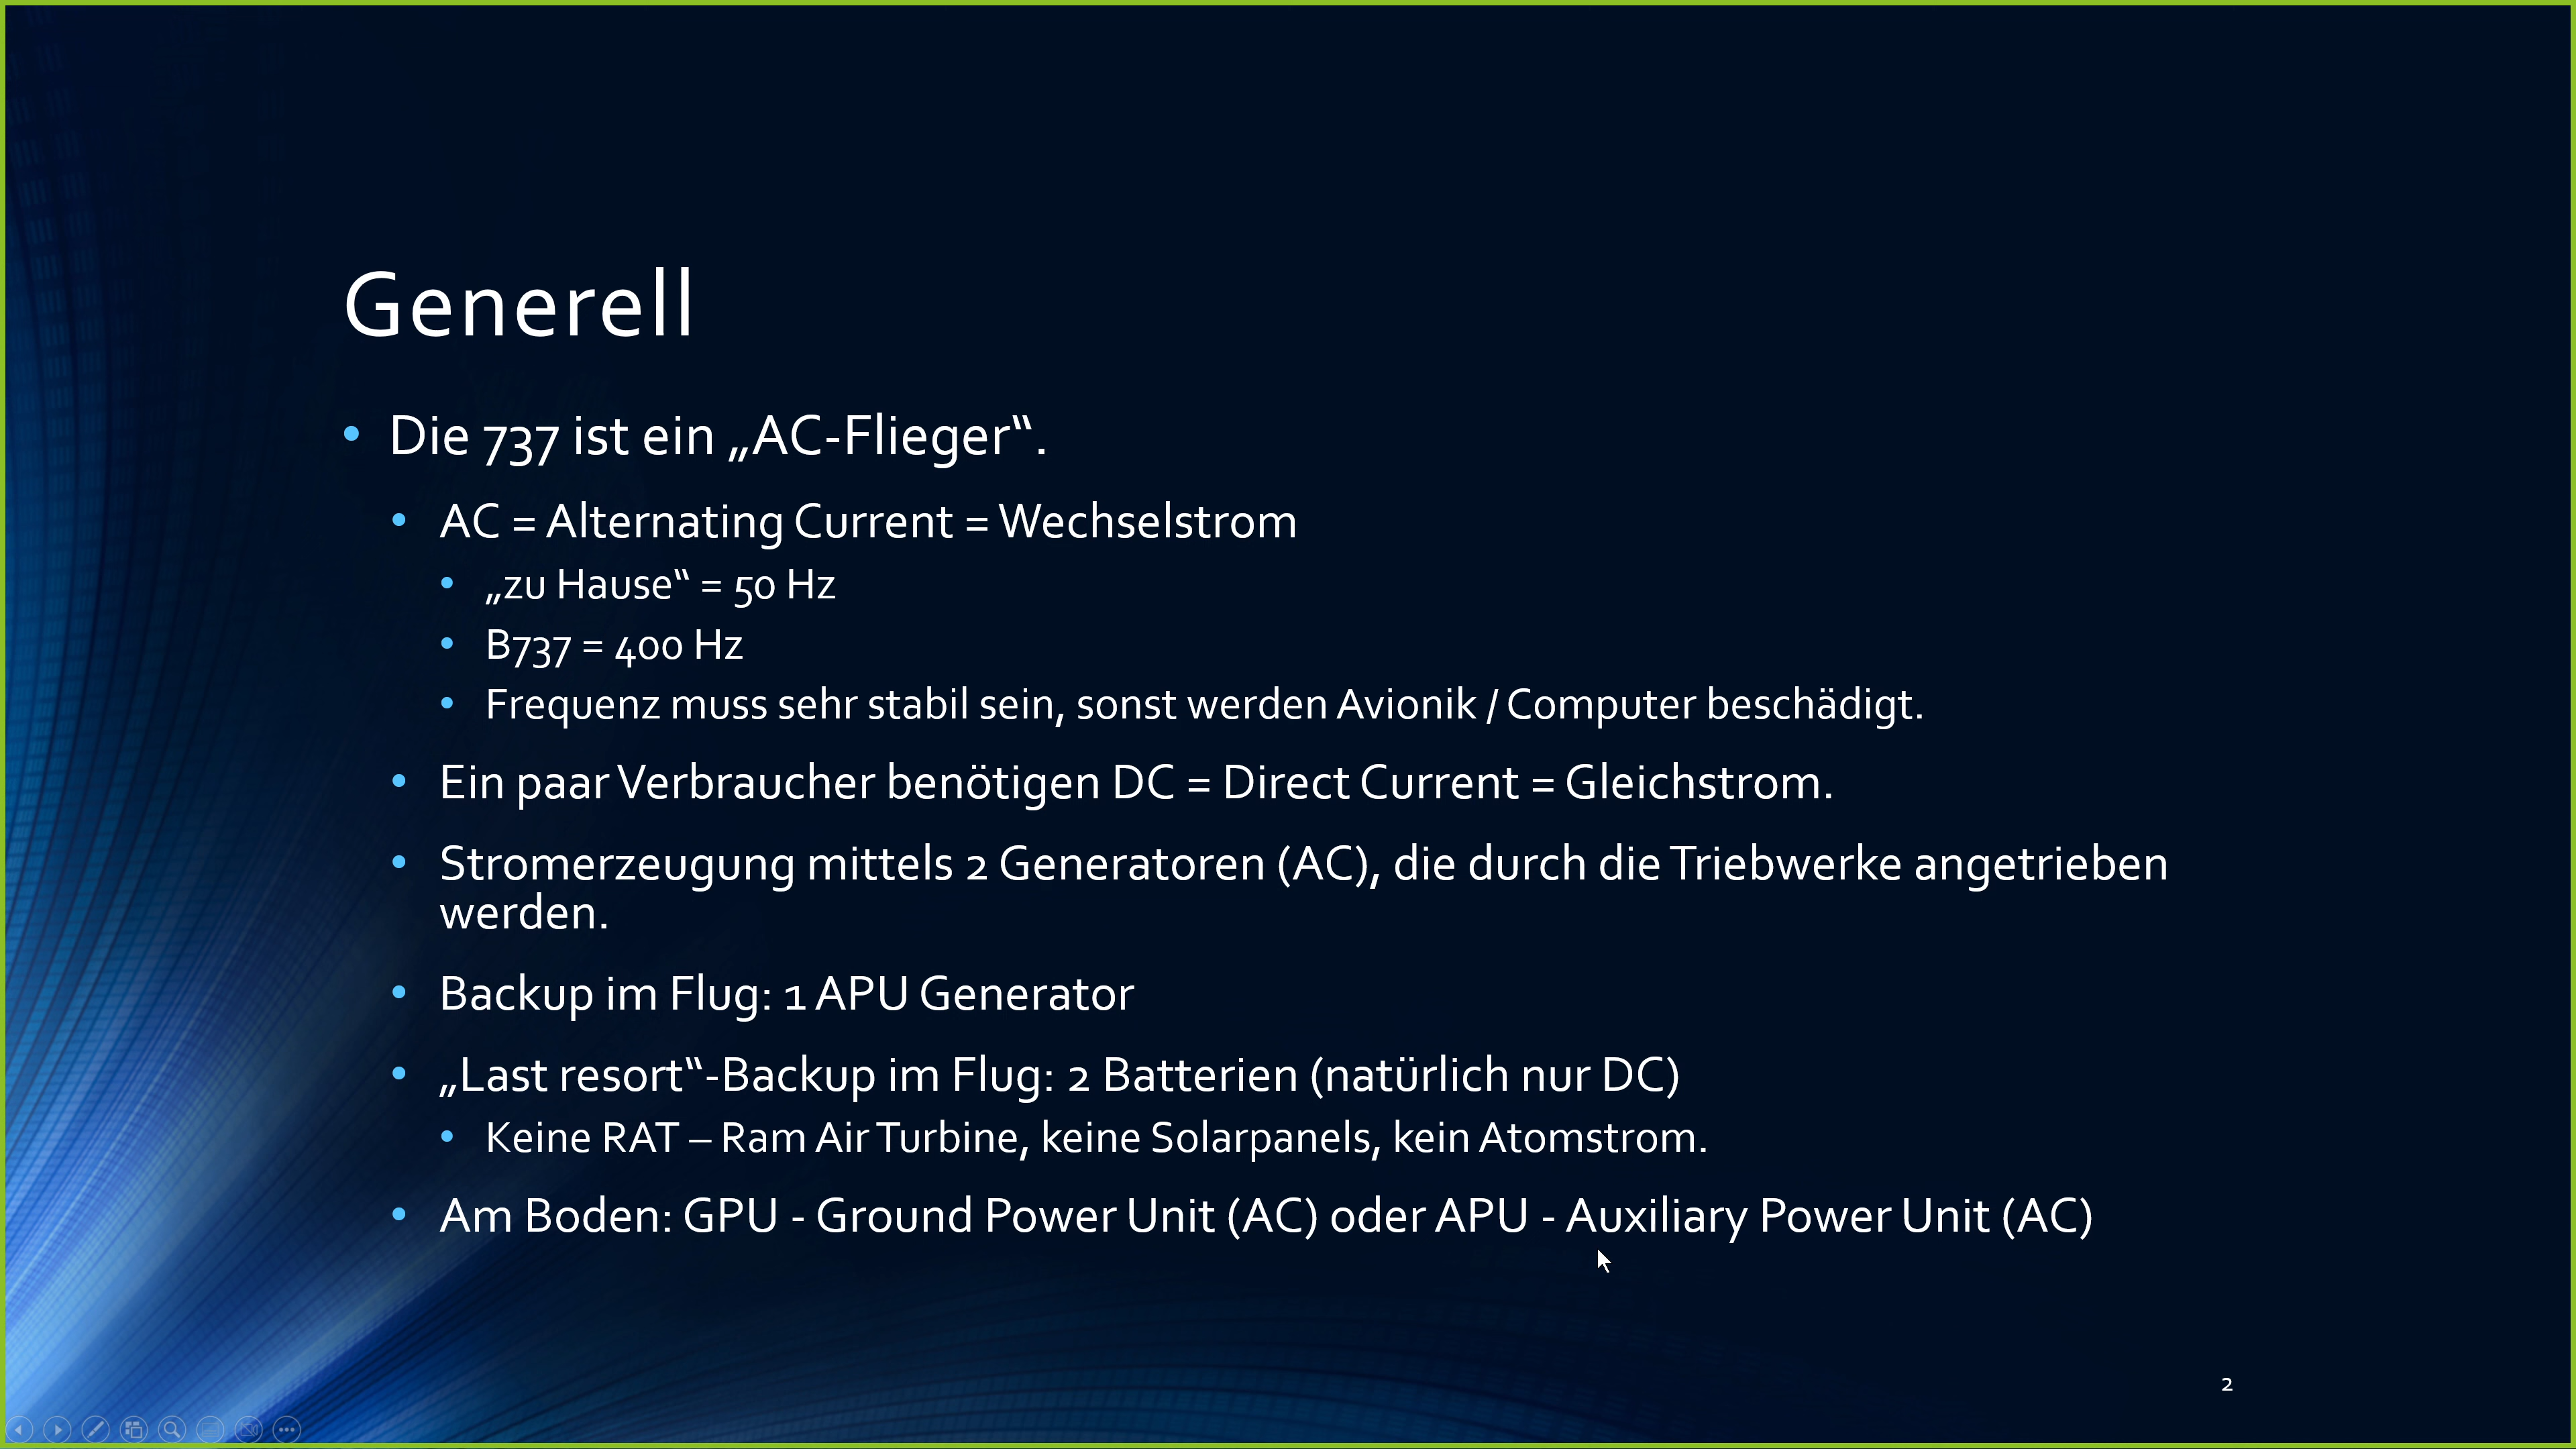 Generell
Die 737 ist ein „AC-Flieger“.
AC = Alternating Current = Wechselstrom
„zu Hause“ = 50 Hz
B737 = 400 Hz
Frequenz muss sehr stabil sein, sonst werden Avionik / Computer beschädigt.
Ein paar Verbraucher benötigen DC = Direct Current = Gleichstrom.
Stromerzeugung mittels 2 Generatoren (AC), die durch die Triebwerke angetrieben
werden.
Backup im Flug: 1 APU Generator
„Last resort“-Backup im Flug: 2 Batterien (natürlich nur DC)
Keine RAT – Ram Air Turbine, keine Solarpanels, kein Atomstrom.
Am Boden: GPU - Ground Power Unit (AC) oder APU - Auxiliary Power Unit (AC)
2